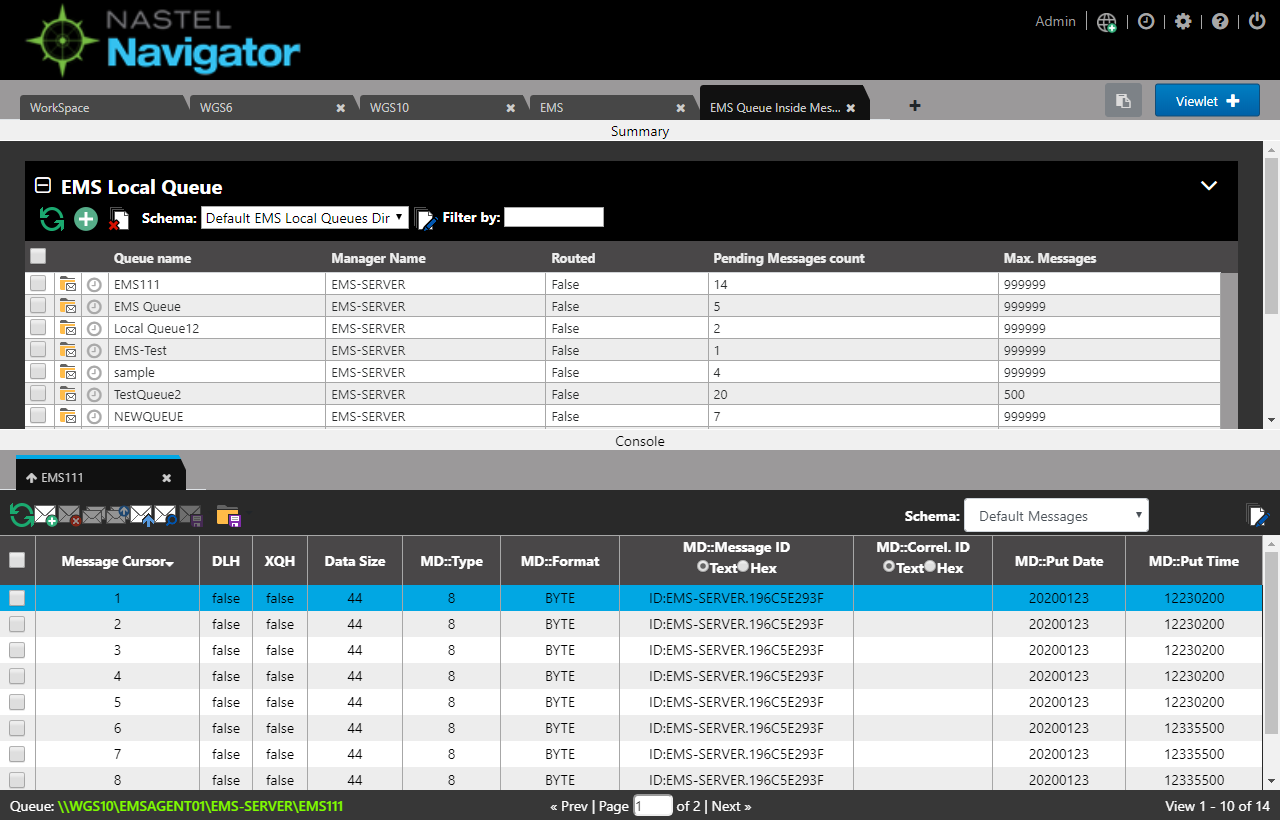 NASTEL
Navigator
Admin
WorkSpace WGS6 WGS10 EMS EMS Queue Inside Mes...
Viewlet
Summary
EMS Local Queue
Schema: Default EMS Local Queues Dir Filter by:
Queue name Manager Name Routed Pending Messages count Max. Messages
EMS111 EMS-SERVER False 14 999999
EMS Queue EMS-SERVER False 5 999999
Local Queue12 EMS-SERVER False 2 999999
EMS-Test EMS-SERVER False 1 999999
sample EMS-SERVER False 4 999999
TestQueue2 EMS-SERVER False 20 500
NEWQUEUE EMS-SERVER False 7 999999
Console
EMS111
Schema: Default Messages
Message Cursor DLH XQH Data Size MD::Type MD::Format MD::Message ID Text Hex MD::Correl. ID Text Hex MD::Put Date MD::Put Time
1 false false 44 8 BYTE ID:EMS-SERVER.196C5E293F 20200123 12230200
2 false false 44 8 BYTE ID:EMS-SERVER.196C5E293F 20200123 12230200
3 false false 44 8 BYTE ID:EMS-SERVER.196C5E293F 20200123 12230200
4 false false 44 8 BYTE ID:EMS-SERVER.196C5E293F 20200123 12230200
5 false false 44 8 BYTE ID:EMS-SERVER.196C5E293F 20200123 12230200
6 false false 44 8 BYTE ID:EMS-SERVER.196C5E293F 20200123 12335500
7 false false 44 8 BYTE ID:EMS-SERVER.196C5E293F 20200123 12335500
8 false false 44 8 BYTE ID:EMS-SERVER.196C5E293F 20200123 12335500
Queue: \\WGS10\EMSAGENT01\EMS-SERVER\EMS111 « Prev | Page 1 of 2 | Next » View 1 - 10 of 14